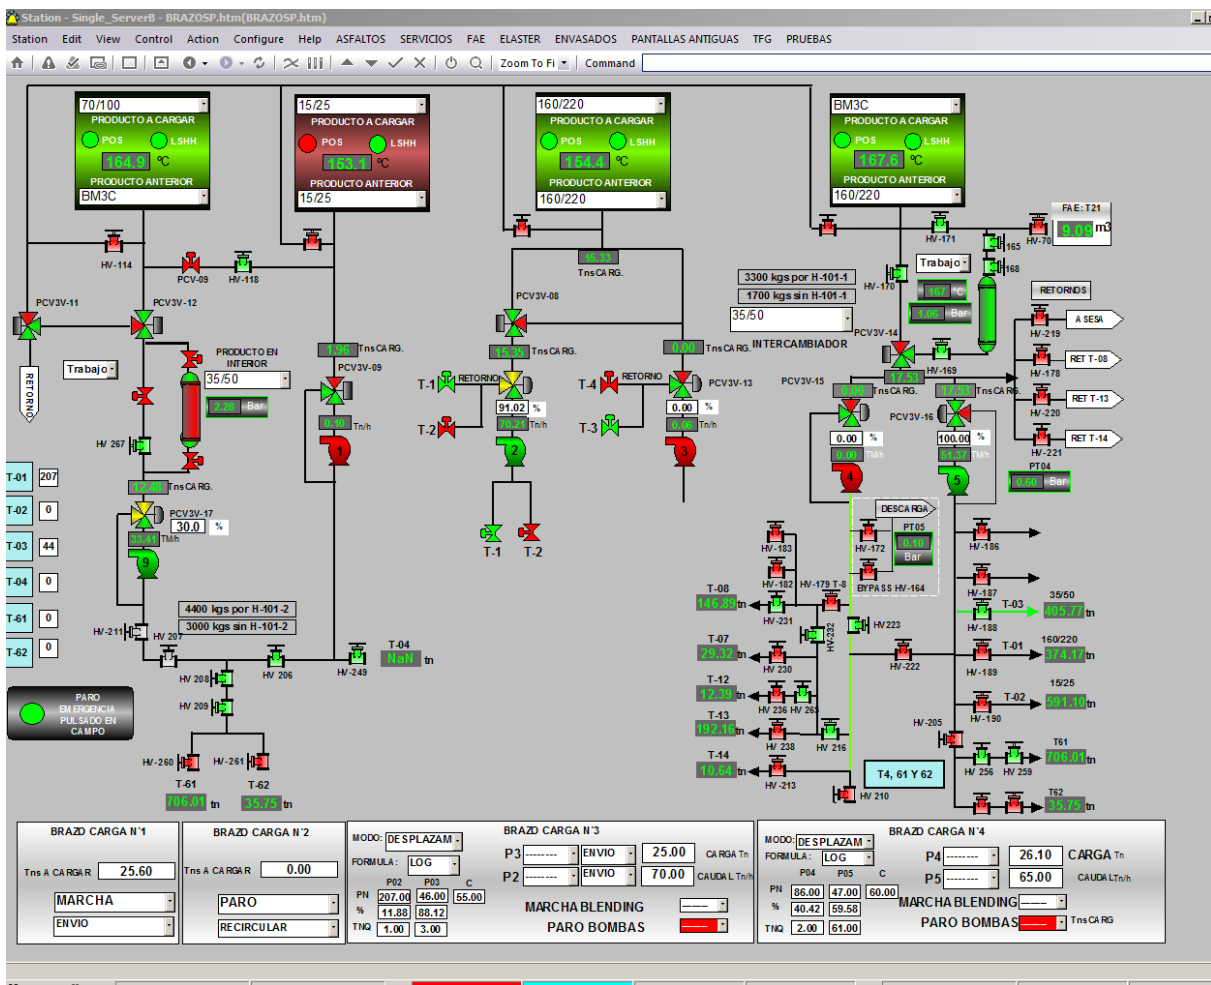 Station - Single_ServerB - BRAZOSP.htm(BRAZOSP.htm)
Station Edit View Control Action Configure Help ASFALTOS SERVICIOS FAE ELASTER ENVASADOS PANTALLAS ANTIGUAS TFG PRUEBAS
Zoom To Fi Command
70/100
PRODUCTO A CARGAR
POS LSHH
164.9 ºC
PRODUCTO ANTERIOR
BM3C
15/25
PRODUCTO A CARGAR
POS LSHH
153.1 ºC
PRODUCTO ANTERIOR
15/25
160/220
PRODUCTO A CARGAR
POS LSHH
154.4 ºC
PRODUCTO ANTERIOR
160/220
BM3C
PRODUCTO A CARGAR
POS LSHH
167.6 ºC
PRODUCTO ANTERIOR
160/220
FAE: T21
9.09 m3
HV-171
HV-70
165
168
HV-114
PCV-09
HV-118
15.33
Tns CARG.
3300 kgs por H-101-1
1700 kgs sin H-101-1
35/50
INTERCAMBIADOR
Trabajo
HV-170
167 ºC
1.06 Bar
RETORNOS
A SESA
HV-219
RET T-08
HV-178
RET T-13
HV-220
RET T-14
HV-221
PT04
0.60 Bar
PCV3V-11
PCV3V-12
PCV3V-08
PCV3V-14
HV-169
RETORNO
Trabajo
PRODUCTO EN
INTERIOR
35/50
2.28 Bar
1.96 Tns CARG.
PCV3V-09
0.10 Tn/h
1
15.35 Tns CARG.
T-1 RETORNO
91.02 %
T-2
70.21 Tn/h
2
T-1 T-2
0.00 Tns CARG.
T-4 RETORNO
PCV3V-13
0.00 %
T-3
0.06 Tn/h
3
17.53
PCV3V-15
0.00 Tns CARG.
17.53 Tns CARG.
PCV3V-16
0.00 %
0.00 TM/h
4
100.00 %
51.37 TM/h
5
HV 267
12.48 Tns CARG.
PCV3V-17
30.0 %
33.41 TM/h
9
T-01 207
T-02 0
T-03 44
T-04 0
T-61 0
T-62 0
4400 kgs por H-101-2
3000 kgs sin H-101-2
HV-211
HV 207
HV 206
HV-249
T-04
NaN tn
HV 208
HV 209
HV-260
HV-261
T-61
706.01 tn
T-62
35.75 tn
PARO
EMERGENCIA
PULSADO EN
CAMPO
DESCARGA
PT05
0.10
Bar
HV-172
BYPASS HV-164
HV-183
HV-182
HV-179 T-8
T-08
146.89 tn
HV-231
HV-232
HV223
T-07
29.32 tn
HV 230
HV-222
T-12
12.39 tn
HV 236
HV 265
T-13
192.16 tn
HV 238
HV 216
T-14
10.64 tn
HV-213
HV 210
T4, 61 Y 62
HV-186
HV-187
T-03
35/50
405.77 tn
HV-188
T-01
160/220
374.17 tn
HV-189
T-02
15/25
591.10 tn
HV-190
HV-205
T61
706.01 tn
HV 256
HV 259
T62
35.75 tn
BRAZO CARGA Nº1
Tns A CARGAR 25.60
MARCHA
ENVIO
BRAZO CARGA Nº2
Tns A CARGAR 0.00
PARO
RECIRCULAR
BRAZO CARGA Nº3
MODO: DESPLAZAM
FORMULA: LOG
P02 P03 C
PN 207.00 46.00 55.00
% 11.88 88.12
TNQ 1.00 3.00
P3 -------- ENVIO 25.00 CARGA Tn
P2 -------- ENVIO 70.00 CAUDAL Tn/h
MARCHA BLENDING
PARO BOMBAS
BRAZO CARGA Nº4
MODO: DESPLAZAM
FORMULA: LOG
P04 P05 C
PN 86.00 47.00 60.00
% 40.42 59.58
TNQ 2.00 61.00
P4 -------- 26.10 CARGA Tn
P5 -------- 65.00 CAUDAL Tn/h
MARCHA BLENDING
PARO BOMBAS
Tns CARG